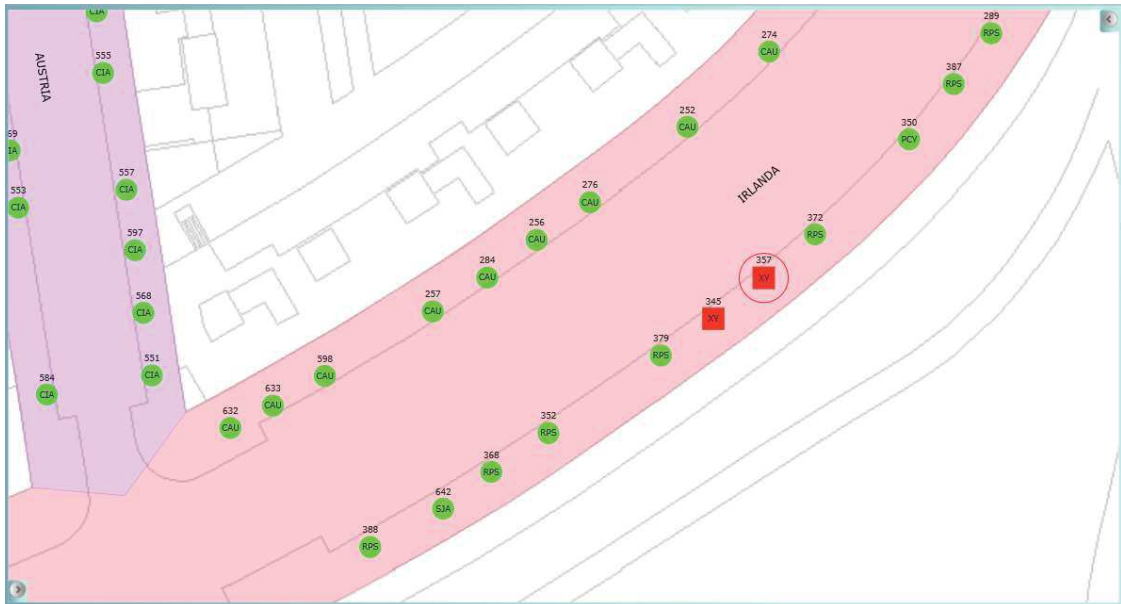 CIA
555
CIA
AUSTRIA
557
CIA
553
CIA
597
CIA
568
CIA
551
CIA
584
CIA
289
RPS
274
CAU
387
RPS
252
CAU
350
PCY
IRLANDA
276
CAU
256
CAU
372
RPS
284
CAU
357
XY
257
CAU
345
XY
379
RPS
598
CAU
633
CAU
632
CAU
352
RPS
368
RPS
642
SJA
388
RPS